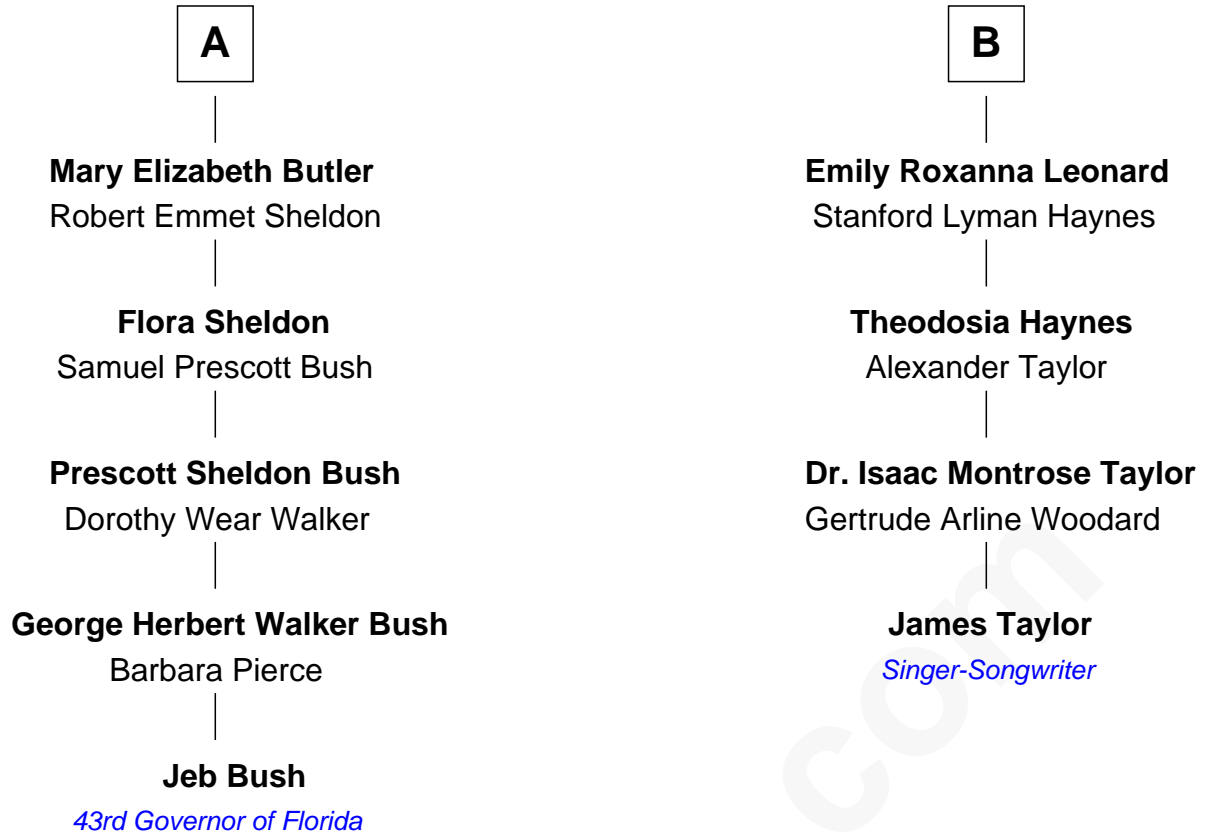 A
Mary Elizabeth Butler
Robert Emmet Sheldon
Flora Sheldon
Samuel Prescott Bush
Prescott Sheldon Bush
Dorothy Wear Walker
George Herbert Walker Bush
Barbara Pierce
Jeb Bush
43rd Governor of Florida
B
Emily Roxanna Leonard
Stanford Lyman Haynes
Theodosia Haynes
Alexander Taylor
Dr. Isaac Montrose Taylor
Gertrude Arline Woodard
James Taylor
Singer-Songwriter
com